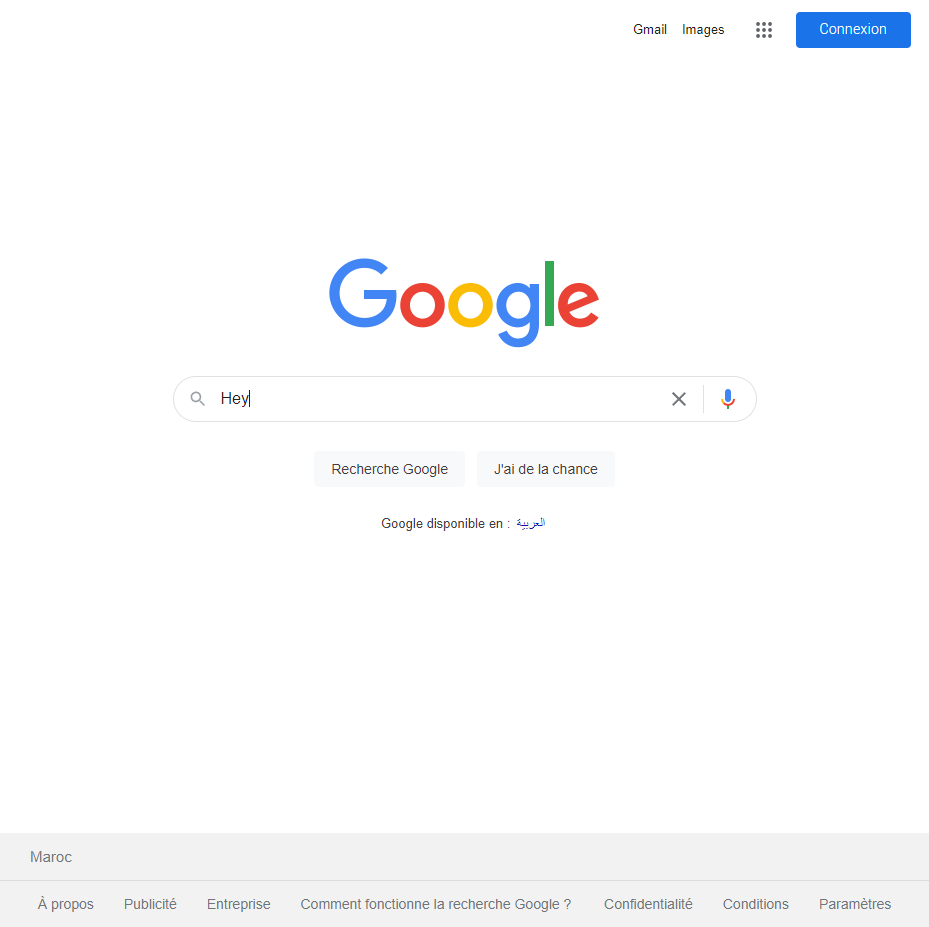 Gmail Images Connexion
Google
Hey
Recherche Google J'ai de la chance
Google disponible en : العربية
Maroc
À propos Publicité Entreprise Comment fonctionne la recherche Google ? Confidentialité Conditions Paramètres